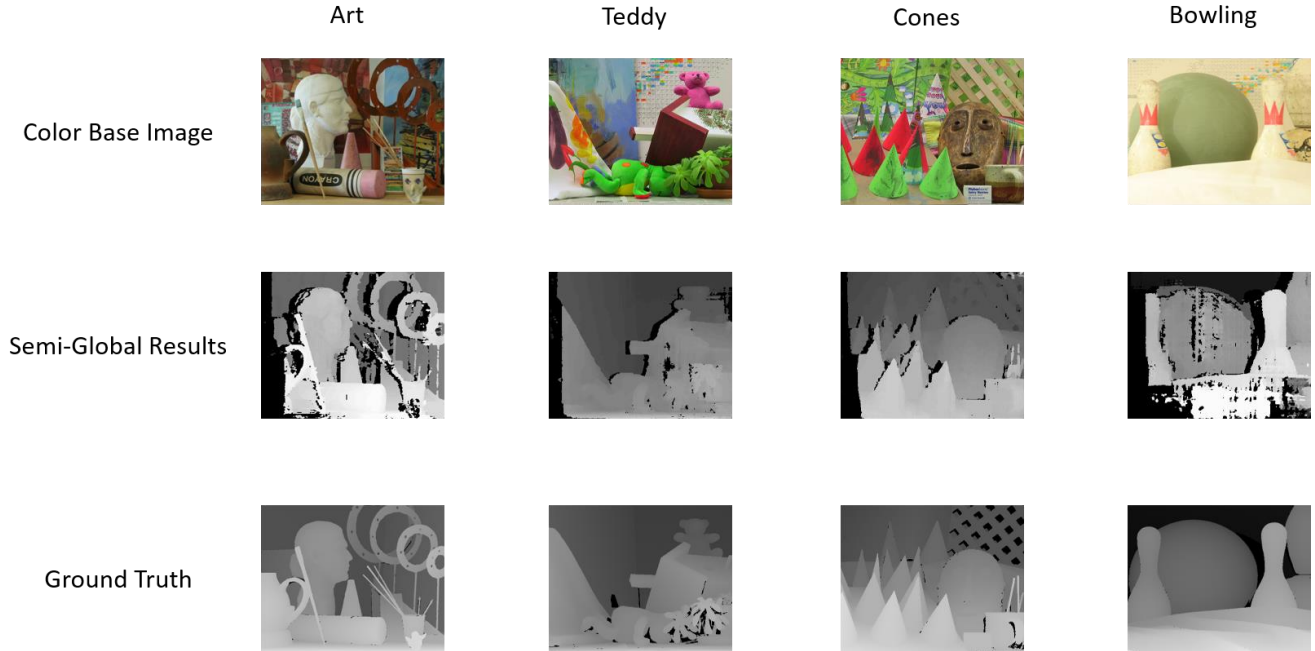 Art
Teddy
Cones
Bowling
Color Base Image
CRAYON
Semi-Global Results
Ground Truth